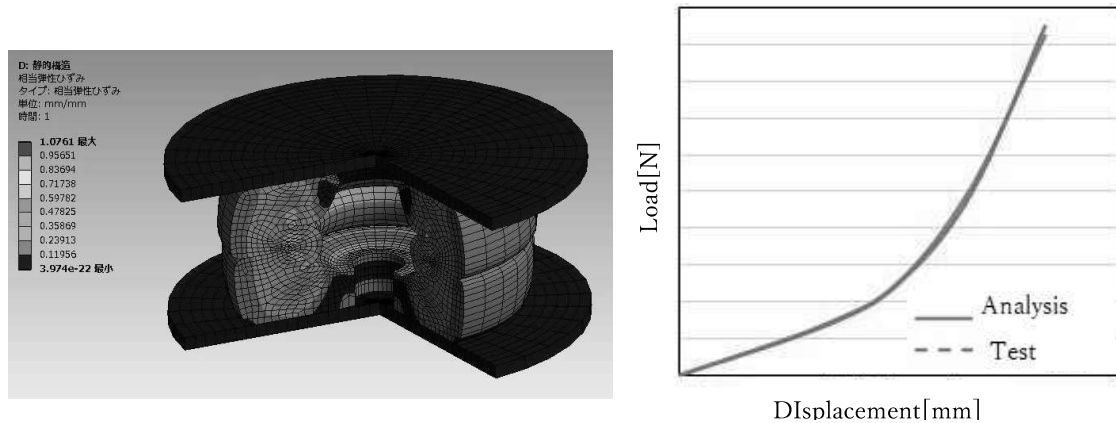 D: 静的構造
相当弾性ひずみ
タイプ: 相当弾性ひずみ
単位: mm/mm
時間: 1
1.0761 最大
0.95651
0.83694
0.71738
0.59782
0.47825
0.35869
0.23913
0.11956
3.974e-22 最小
Load[N]
Analysis
Test
DIsplacement[mm]